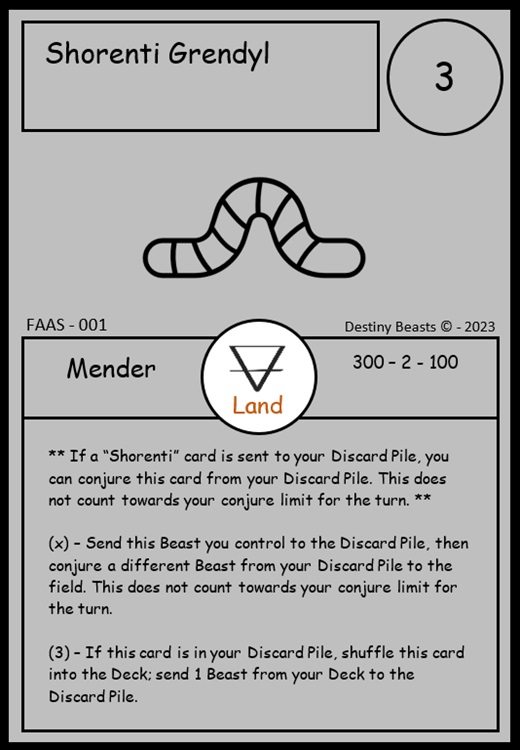 Shorenti Grendyl
3
FAAS - 001
Destiny Beasts © - 2023
Mender
Land
300 – 2 - 100
** If a “Shorenti” card is sent to your Discard Pile, you
can conjure this card from your Discard Pile. This does
not count towards your conjure limit for the turn. **
(x) – Send this Beast you control to the Discard Pile, then
conjure a different Beast from your Discard Pile to the
field. This does not count towards your conjure limit for
the turn.
(3) – If this card is in your Discard Pile, shuffle this card
into the Deck; send 1 Beast from your Deck to the
Discard Pile.